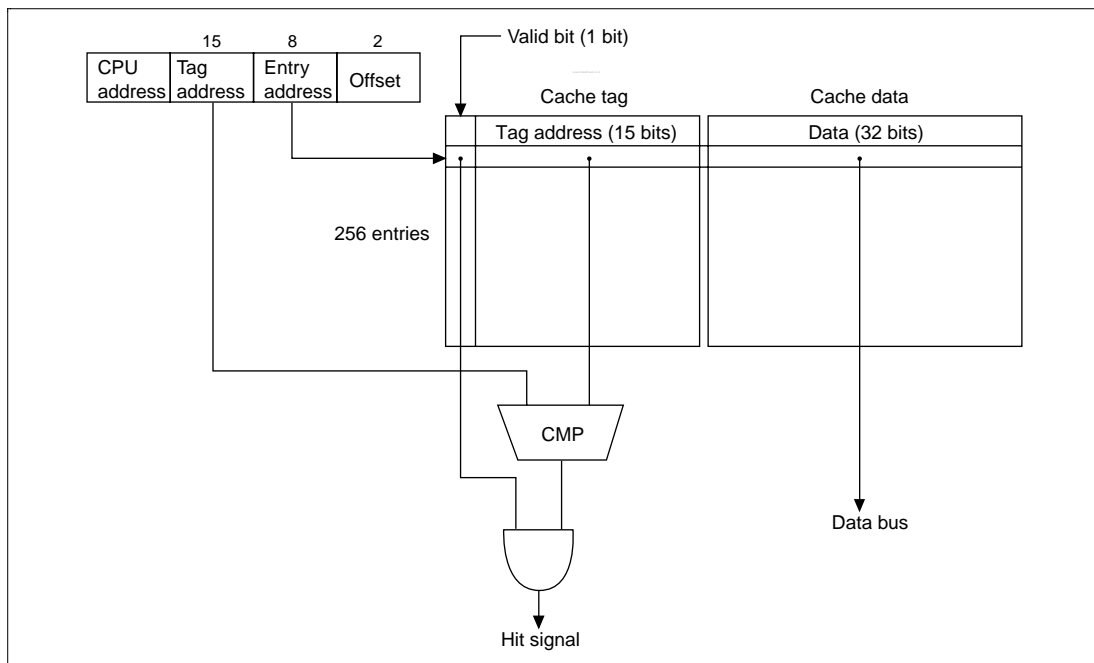 15 8 2
CPU address
Tag address
Entry address
Offset
Valid bit (1 bit)
Cache tag
Cache data
Tag address (15 bits)
Data (32 bits)
256 entries
CMP
Data bus
Hit signal